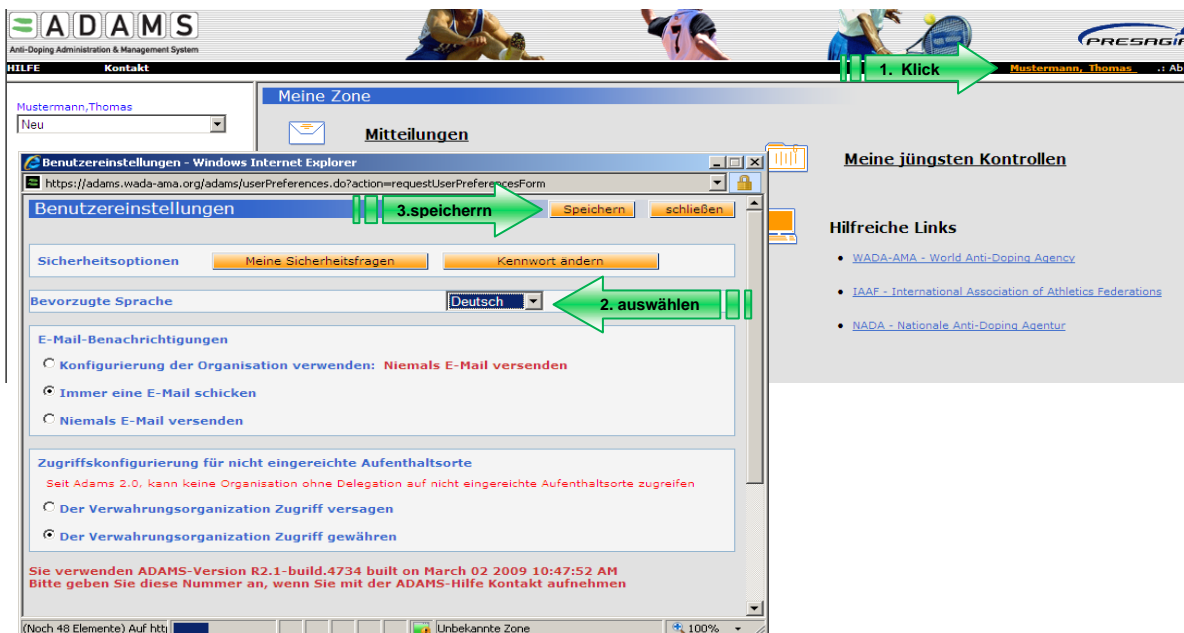 ADAMS
Anti-Doping Administration & Management System
PRESAGIA
HILFE Kontakt
1. Klick
Mustermann, Thomas .: Ab
Mustermann,Thomas
Neu
Meine Zone
Mitteilungen
Meine jüngsten Kontrollen
Hilfreiche Links
WADA-AMA - World Anti-Doping Agency
IAAF - International Association of Athletics Federations
NADA - Nationale Anti-Doping Agentur
Benutzereinstellungen - Windows Internet Explorer
https://adams.wada-ama.org/adams/userPreferences.do?action=requestUserPreferencesForm
Benutzereinstellungen
3.speicherrn
Speichern schließen
Sicherheitsoptionen Meine Sicherheitsfragen Kennwort ändern
Bevorzugte Sprache Deutsch
2. auswählen
E-Mail-Benachrichtigungen
Konfigurierung der Organisation verwenden: Niemals E-Mail versenden
Immer eine E-Mail schicken
Niemals E-Mail versenden
Zugriffskonfigurierung für nicht eingereichte Aufenthaltsorte
Seit Adams 2.0, kann keine Organisation ohne Delegation auf nicht eingereichte Aufenthaltsorte zugreifen
Der Verwahrungsorganization Zugriff versagen
Der Verwahrungsorganization Zugriff gewähren
Sie verwenden ADAMS-Version R2.1-build.4734 built on March 02 2009 10:47:52 AM
Bitte geben Sie diese Nummer an, wenn Sie mit der ADAMS-Hilfe Kontakt aufnehmen
(Noch 48 Elemente) Auf http Unbekannte Zone 100%